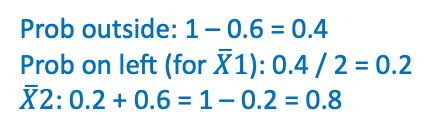 Prob outside: 1 – 0.6 = 0.4
Prob on left (for X̄1): 0.4 / 2 = 0.2
X̄2: 0.2 + 0.6 = 1 – 0.2 = 0.8